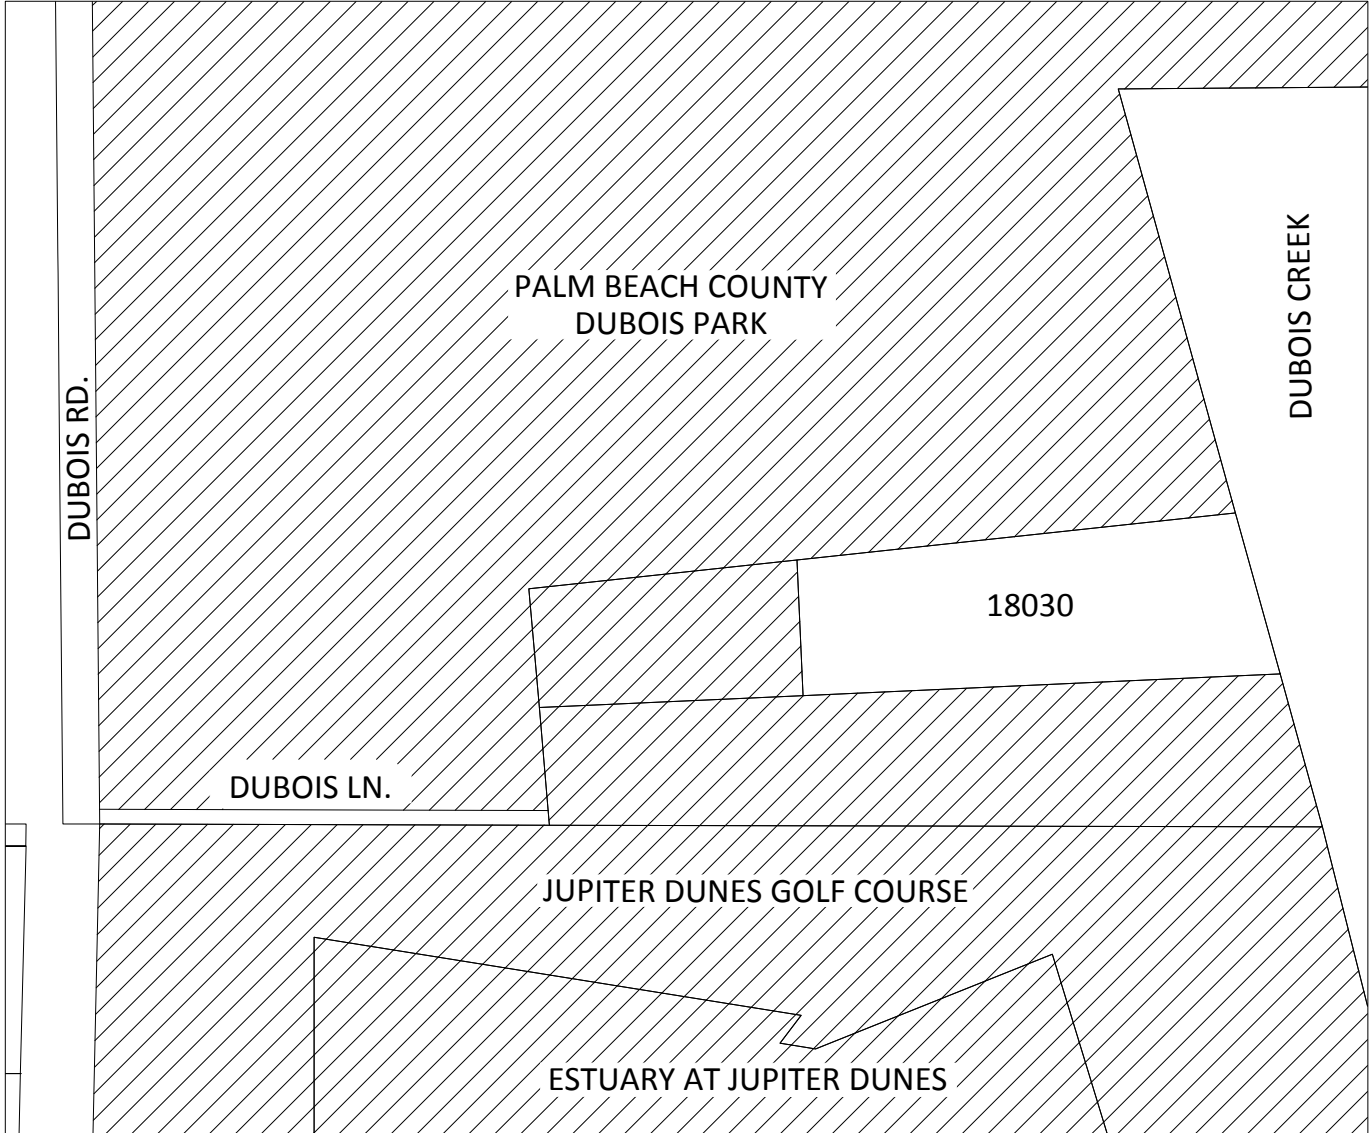 PALM BEACH COUNTY
DUBOIS PARK
DUBOIS CREEK
DUBOIS RD.
18030
DUBOIS LN.
JUPITER DUNES GOLF COURSE
ESTUARY AT JUPITER DUNES